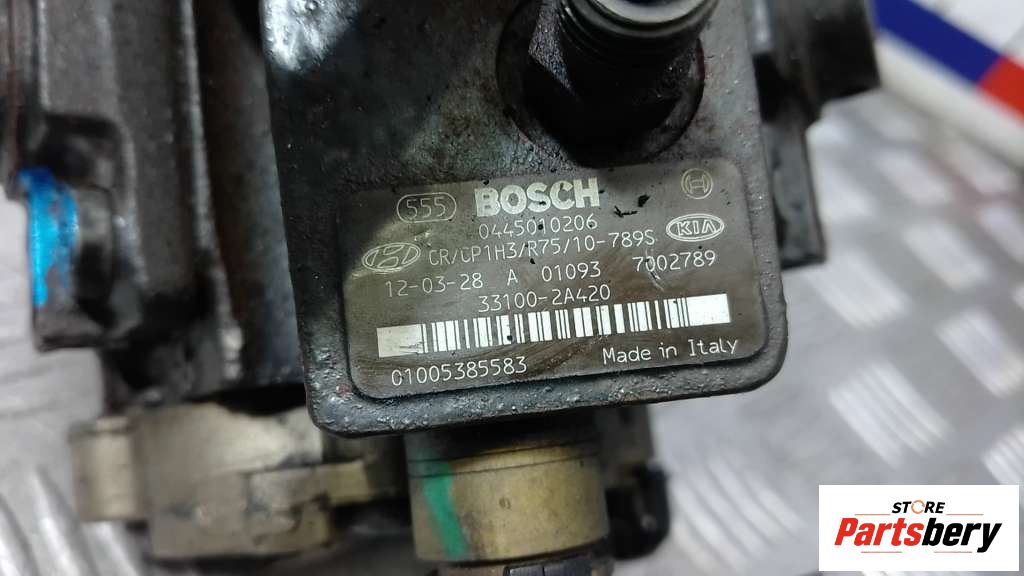 555 BOSCH
0445010206
CR/CP1H3/R75/10-789S KIA
12-03-28 A 01093 7002789
33100-2A420
01005385583 Made in Italy
STORE
Partsbery